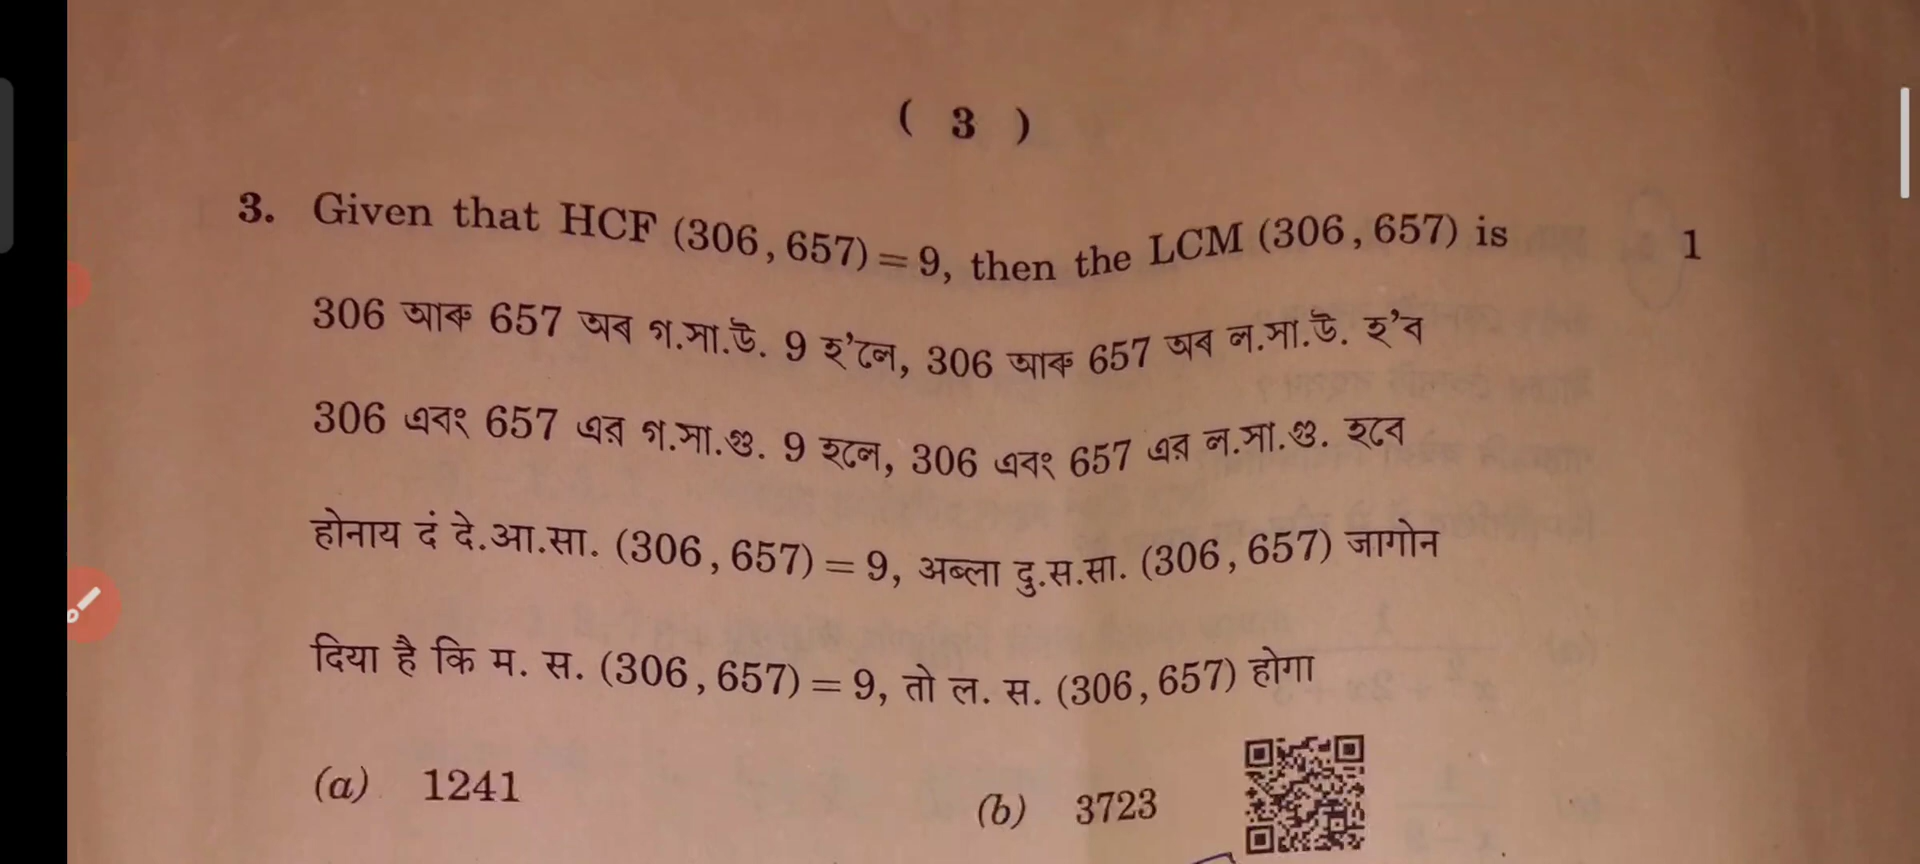 ( 3 )
3. Given that HCF (306, 657) = 9, then the LCM (306, 657) is 1
306 আৰু 657 অৰ গ.সা.উ. 9 হ'লে, 306 আৰু 657 অৰ ল.সা.উ. হ'ব
306 এবং 657 এর গ.সা.গু. 9 হলে, 306 এবং 657 এর ল.সা.গু. হবে
होनाय दं दे.आ.सा. (306, 657) = 9, अब्ला दु.स.सा. (306, 657) जागोन
दिया है कि म. स. (306, 657) = 9, तो ल. स. (306, 657) होगा
(a) 1241 (b) 3723